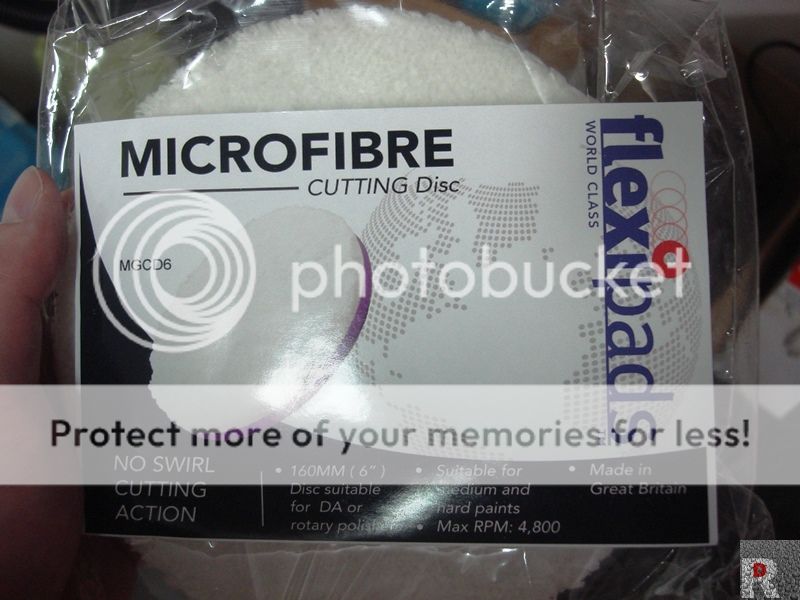 MICROFIBRE
CUTTING Disc
MGCD6
flexipads
WORLD CLASS
photobucket
Protect more of your memories for less!
NO SWIRL
CUTTING
ACTION
• 160MM ( 6" )
Disc suitable
for DA or
rotary polishers
• Suitable for
medium and
hard paints
• Max RPM: 4,800
• Made in
Great Britain
D
R